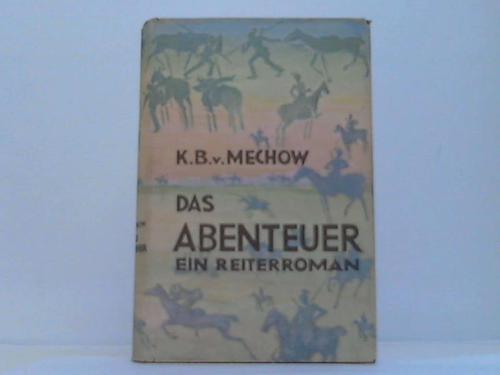 K.B.v. MECHOW
DAS
ABENTEUER
EIN REITERROMAN